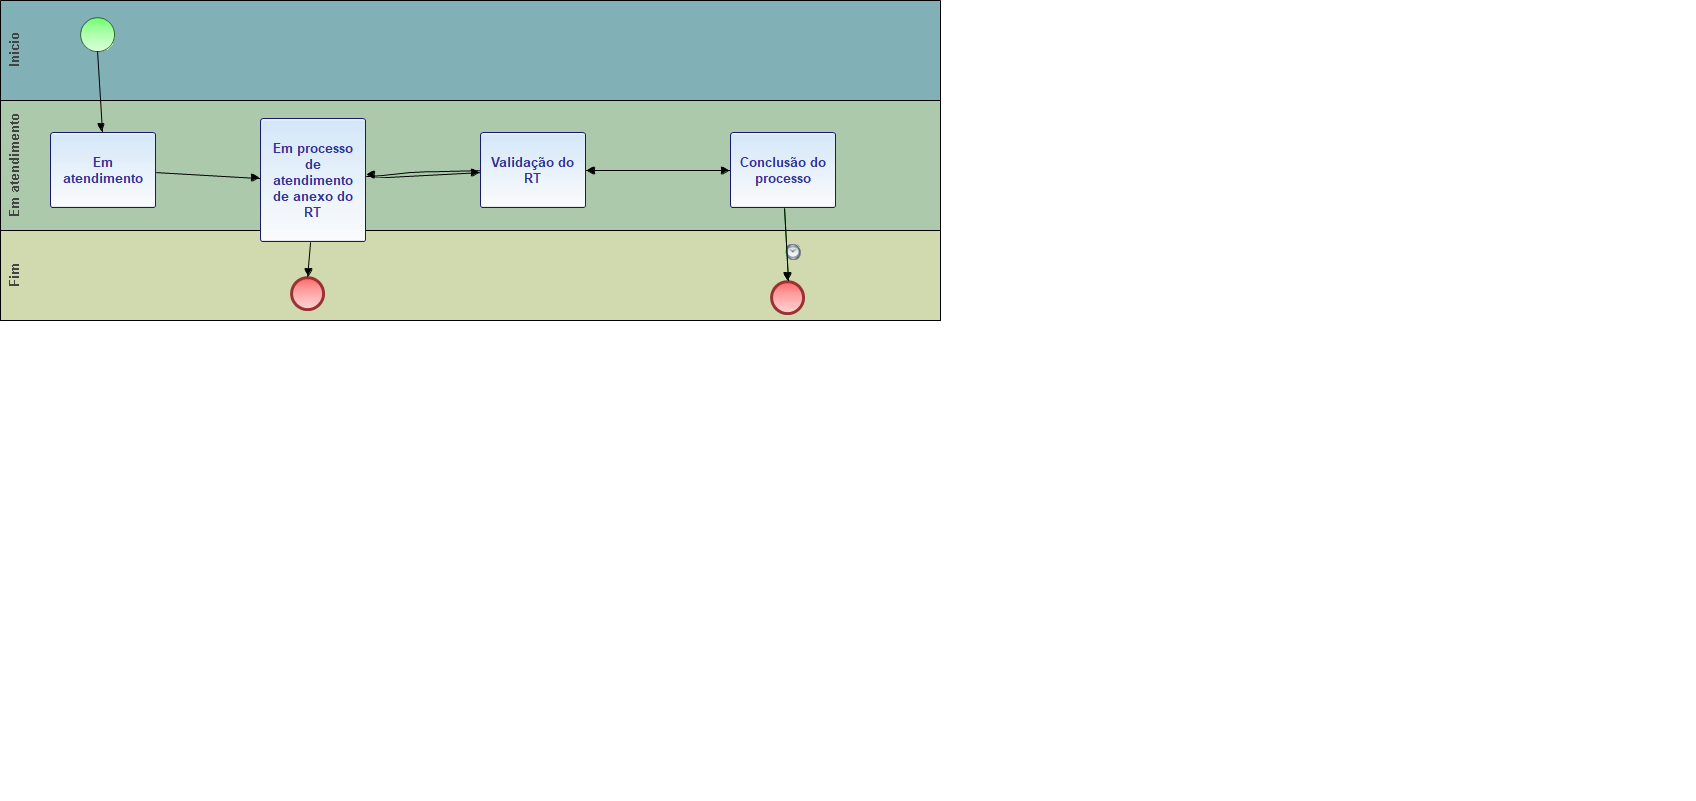 Inicio
Em atendimento
Em
atendimento
Em processo
de
atendimento
de anexo do
RT
Validação do
RT
Conclusão do
processo
Fim